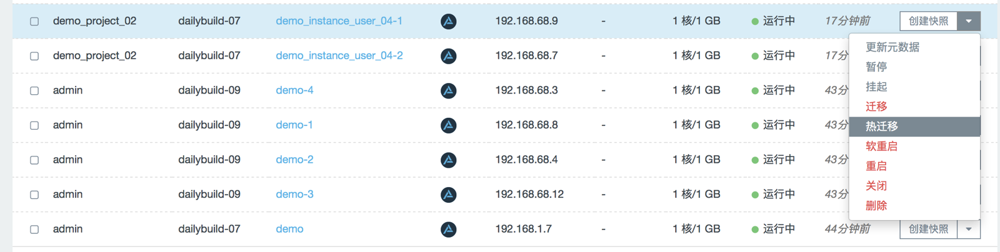 demo_project_02 dailybuild-07 demo_instance_user_04-1 192.168.68.9 - 1 核/1 GB 运行中 17分钟前 创建快照
更新元数据
demo_project_02 dailybuild-07 demo_instance_user_04-2 192.168.68.7 - 1 核/1 GB 运行中 17分
暂停
挂起
admin dailybuild-09 demo-4 192.168.68.3 - 1 核/1 GB 运行中 43分
迁移
admin dailybuild-09 demo-1 192.168.68.8 - 1 核/1 GB 运行中 43分
热迁移
软重启
admin dailybuild-09 demo-2 192.168.68.4 - 1 核/1 GB 运行中 43分
重启
关闭
admin dailybuild-09 demo-3 192.168.68.12 - 1 核/1 GB 运行中 43分
删除
admin dailybuild-07 demo 192.168.1.7 - 1 核/1 GB 运行中 44分钟前 创建快照